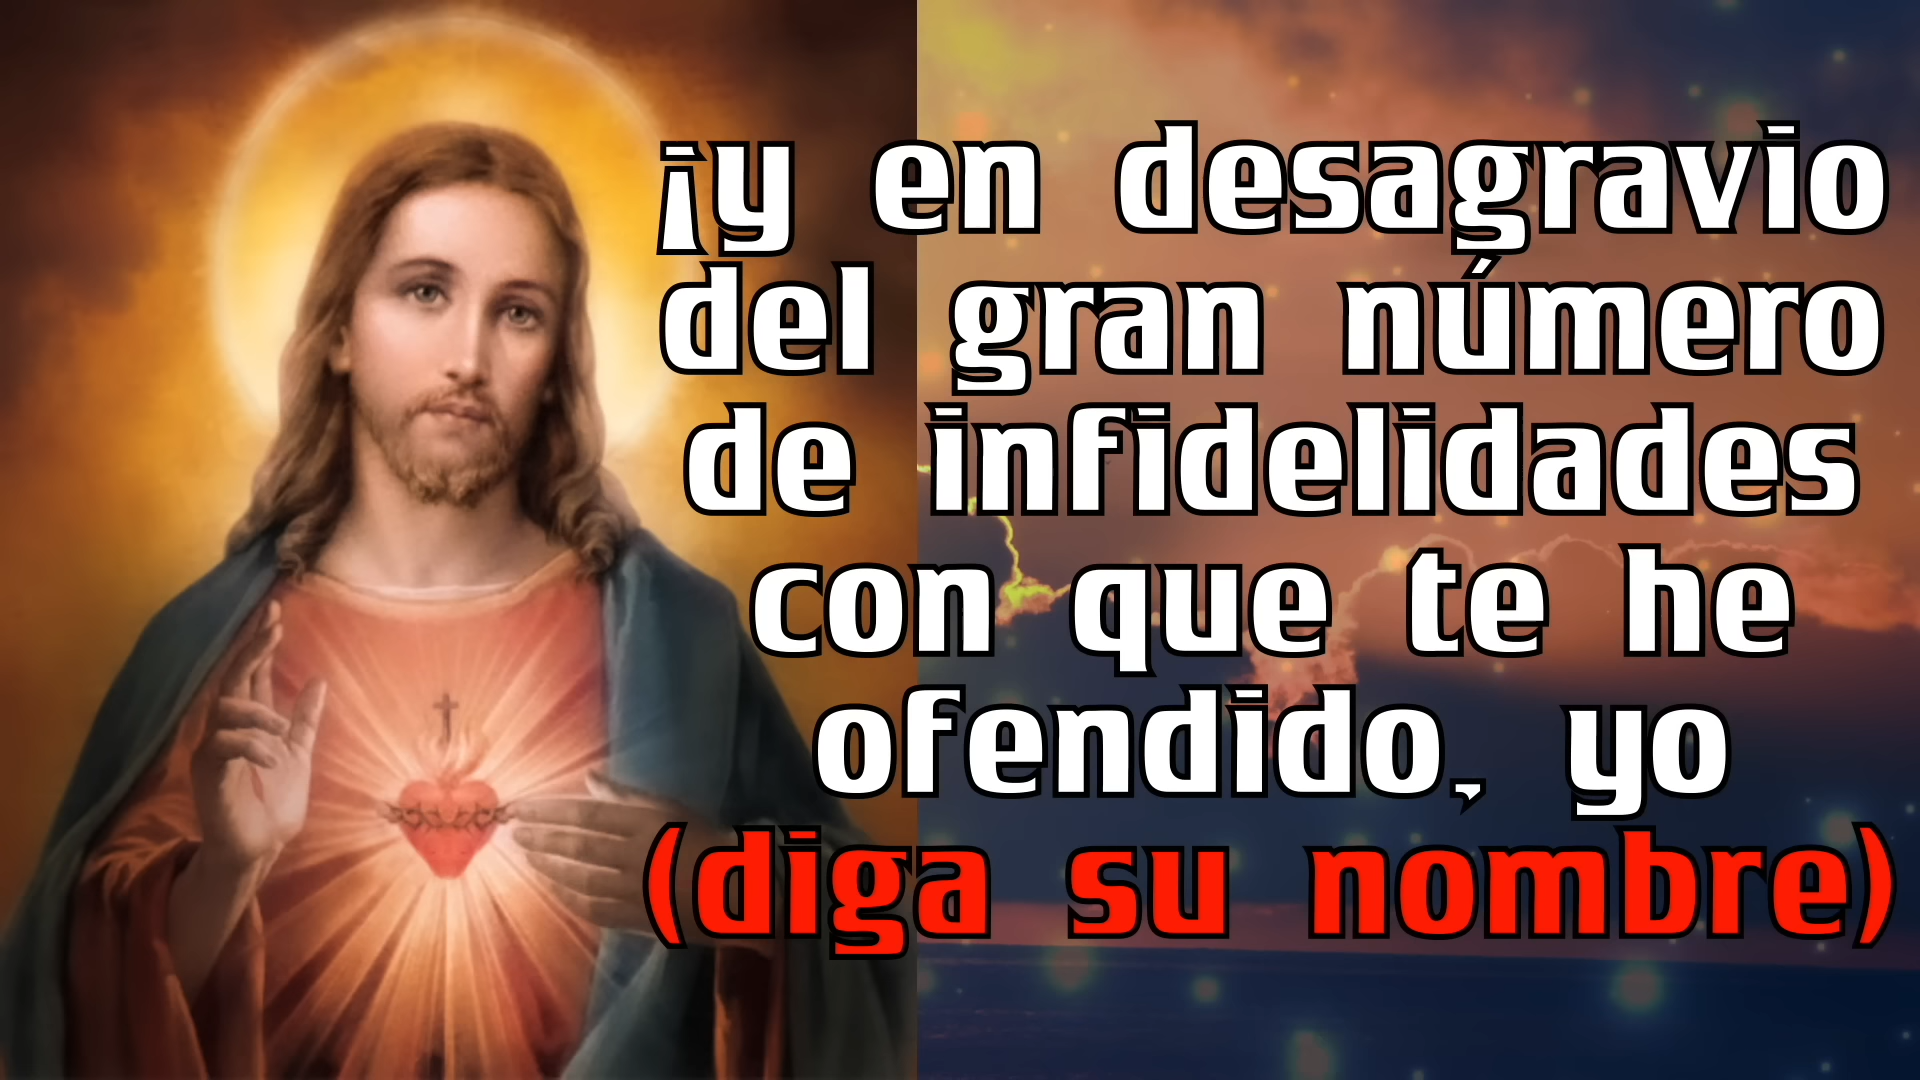 ¡y en desagravio
del gran número
de infidelidades
con que te he
ofendido, yo
(diga su nombre)